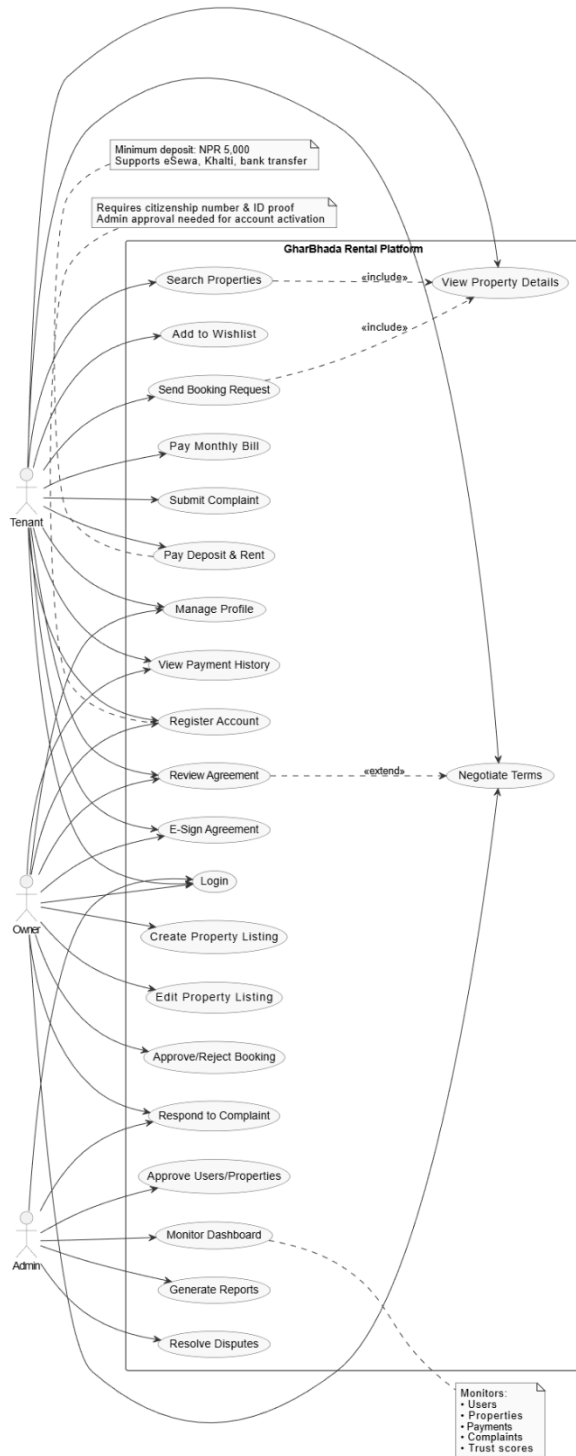 Minimum deposit: NPR 5,000
Supports eSewa, Khalti, bank transfer
Requires citizenship number & ID proof
Admin approval needed for account activation
GharBhada Rental Platform
Search Properties
«include»
View Property Details
«include»
Add to Wishlist
Send Booking Request
Pay Monthly Bill
Submit Complaint
Tenant
Pay Deposit & Rent
Manage Profile
View Payment History
Register Account
Review Agreement
«extend»
Negotiate Terms
E-Sign Agreement
Login
Owner
Create Property Listing
Edit Property Listing
Approve/Reject Booking
Respond to Complaint
Approve Users/Properties
Monitor Dashboard
Admin
Generate Reports
Resolve Disputes
Monitors:
• Users
• Properties
• Payments
• Complaints
• Trust scores